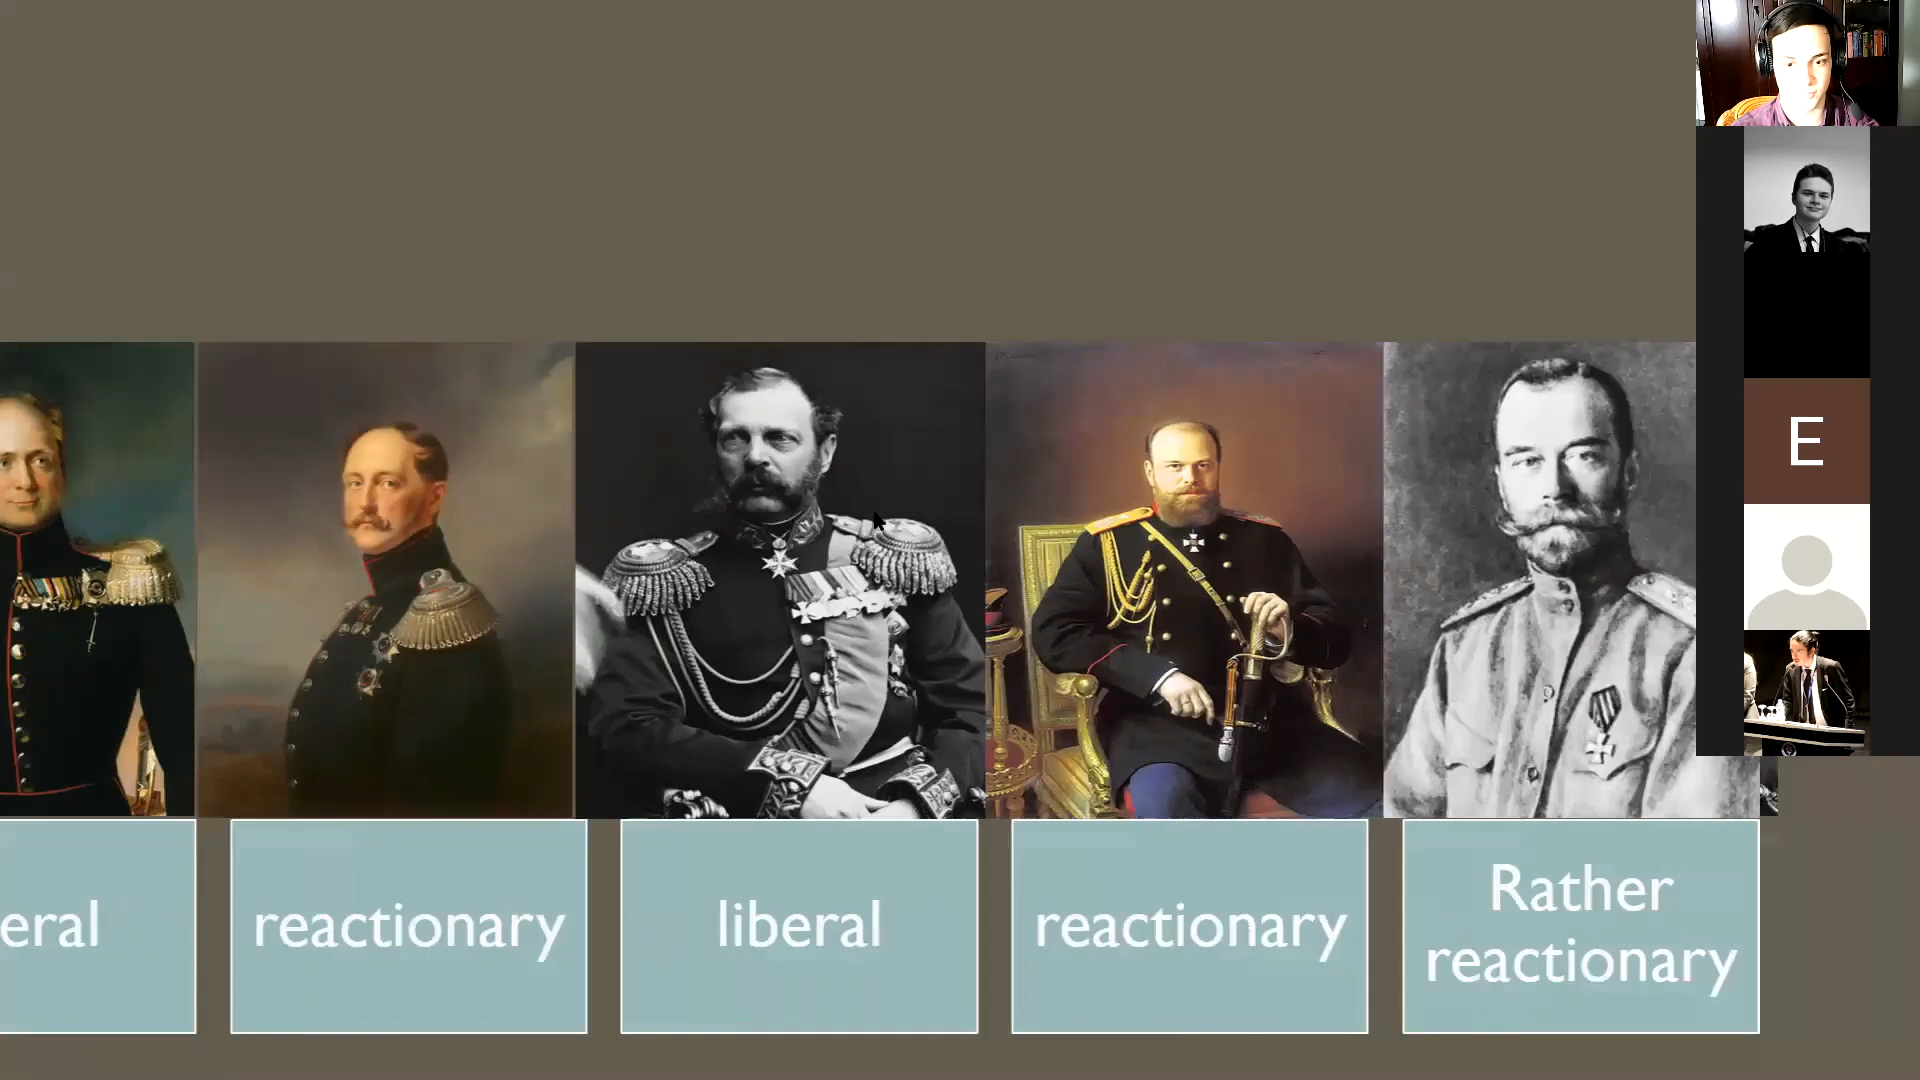 E
eral
reactionary
liberal
reactionary
Rather
reactionary